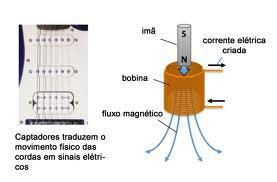 imã
S
N
corrente elétrica
criada
bobina
fluxo magnético
Captadores traduzem o
movimento físico das
cordas em sinais elétri-
cos